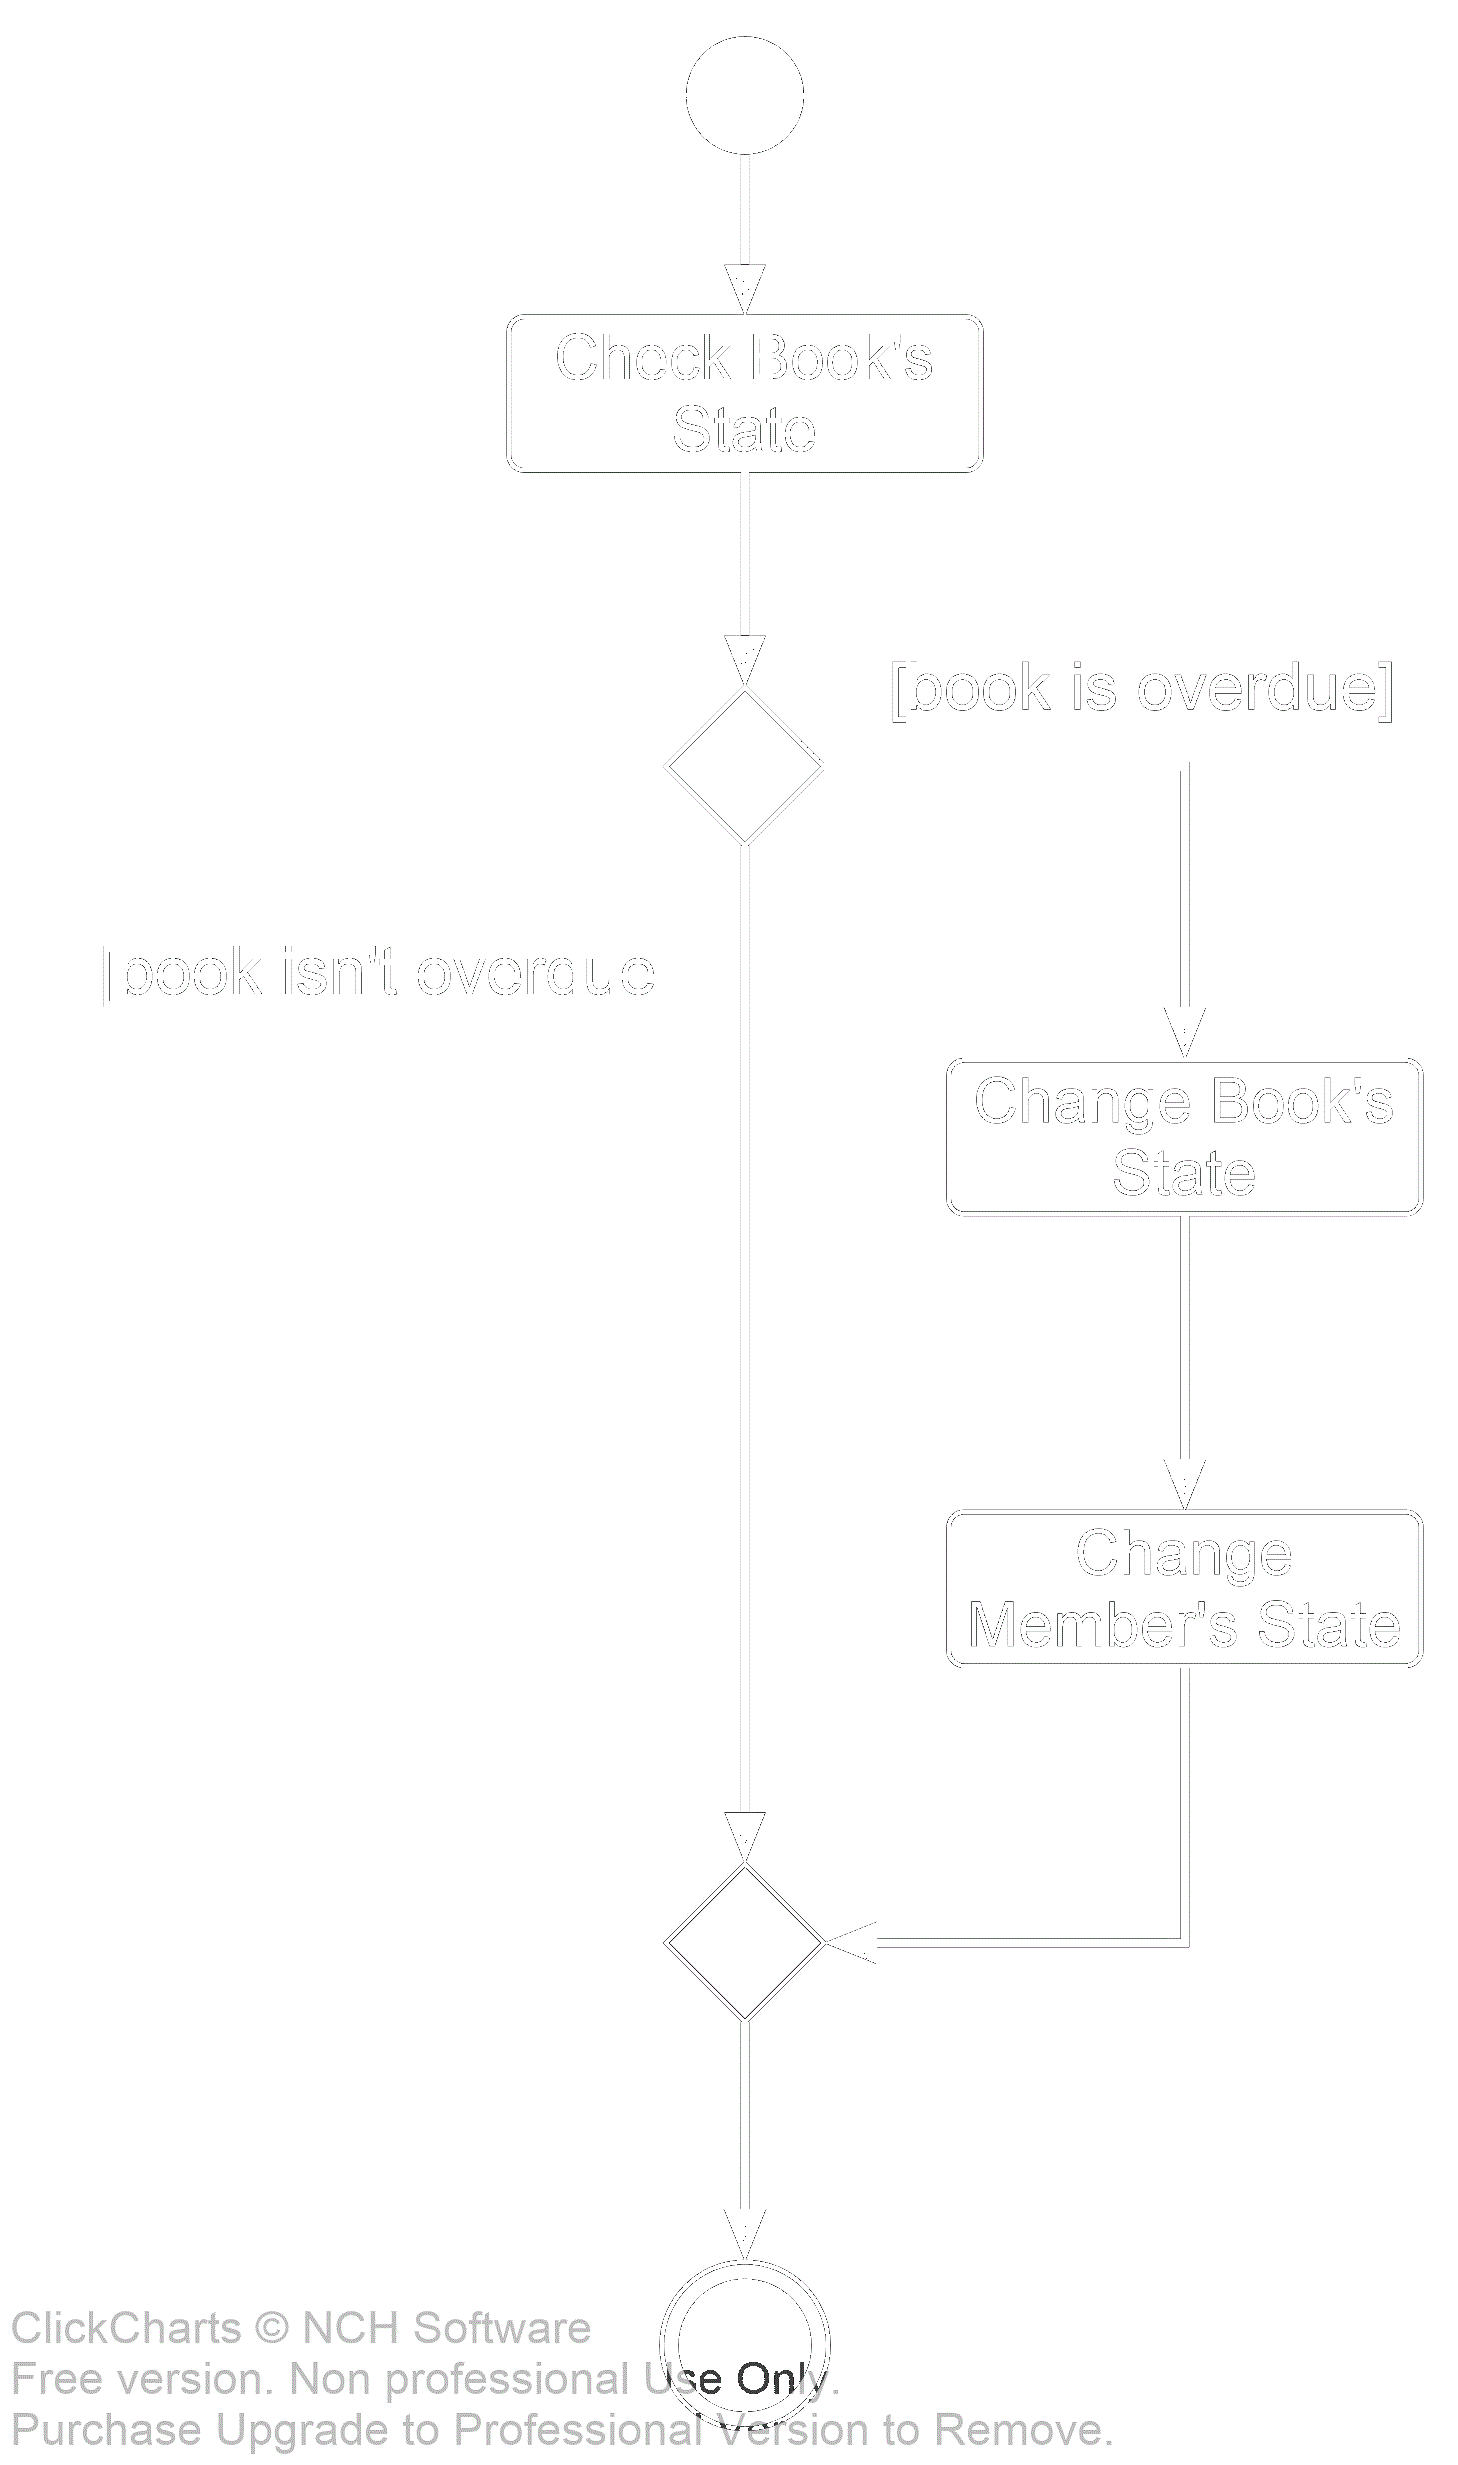 Check Book's
State
[book is overdue]
[book isn't overdue
Change Book's
State
Change
Member's State
ClickCharts © NCH Software
Free version. Non professional Use Only.
Purchase Upgrade to Professional Version to Remove.